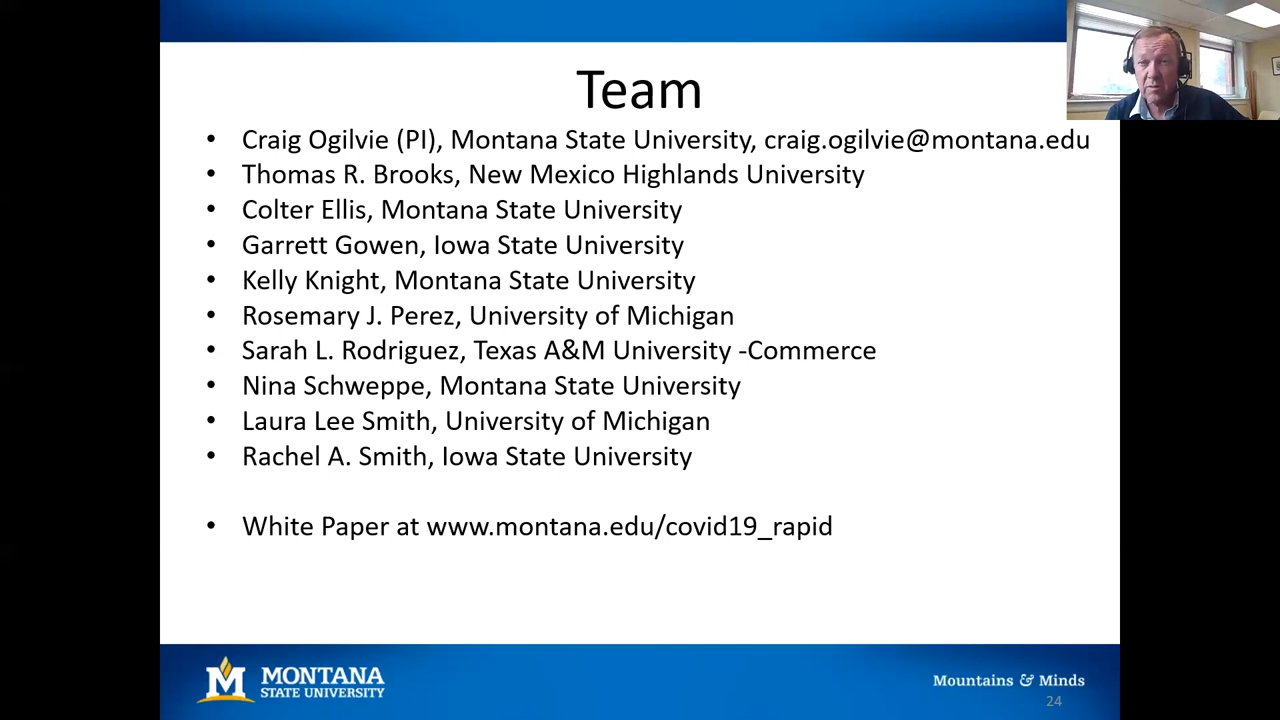 Team
• Craig Ogilvie (PI), Montana State University, craig.ogilvie@montana.edu
• Thomas R. Brooks, New Mexico Highlands University
• Colter Ellis, Montana State University
• Garrett Gowen, Iowa State University
• Kelly Knight, Montana State University
• Rosemary J. Perez, University of Michigan
• Sarah L. Rodriguez, Texas A&M University -Commerce
• Nina Schweppe, Montana State University
• Laura Lee Smith, University of Michigan
• Rachel A. Smith, Iowa State University
• White Paper at www.montana.edu/covid19_rapid
M MONTANA
STATE UNIVERSITY
Mountains & Minds
24